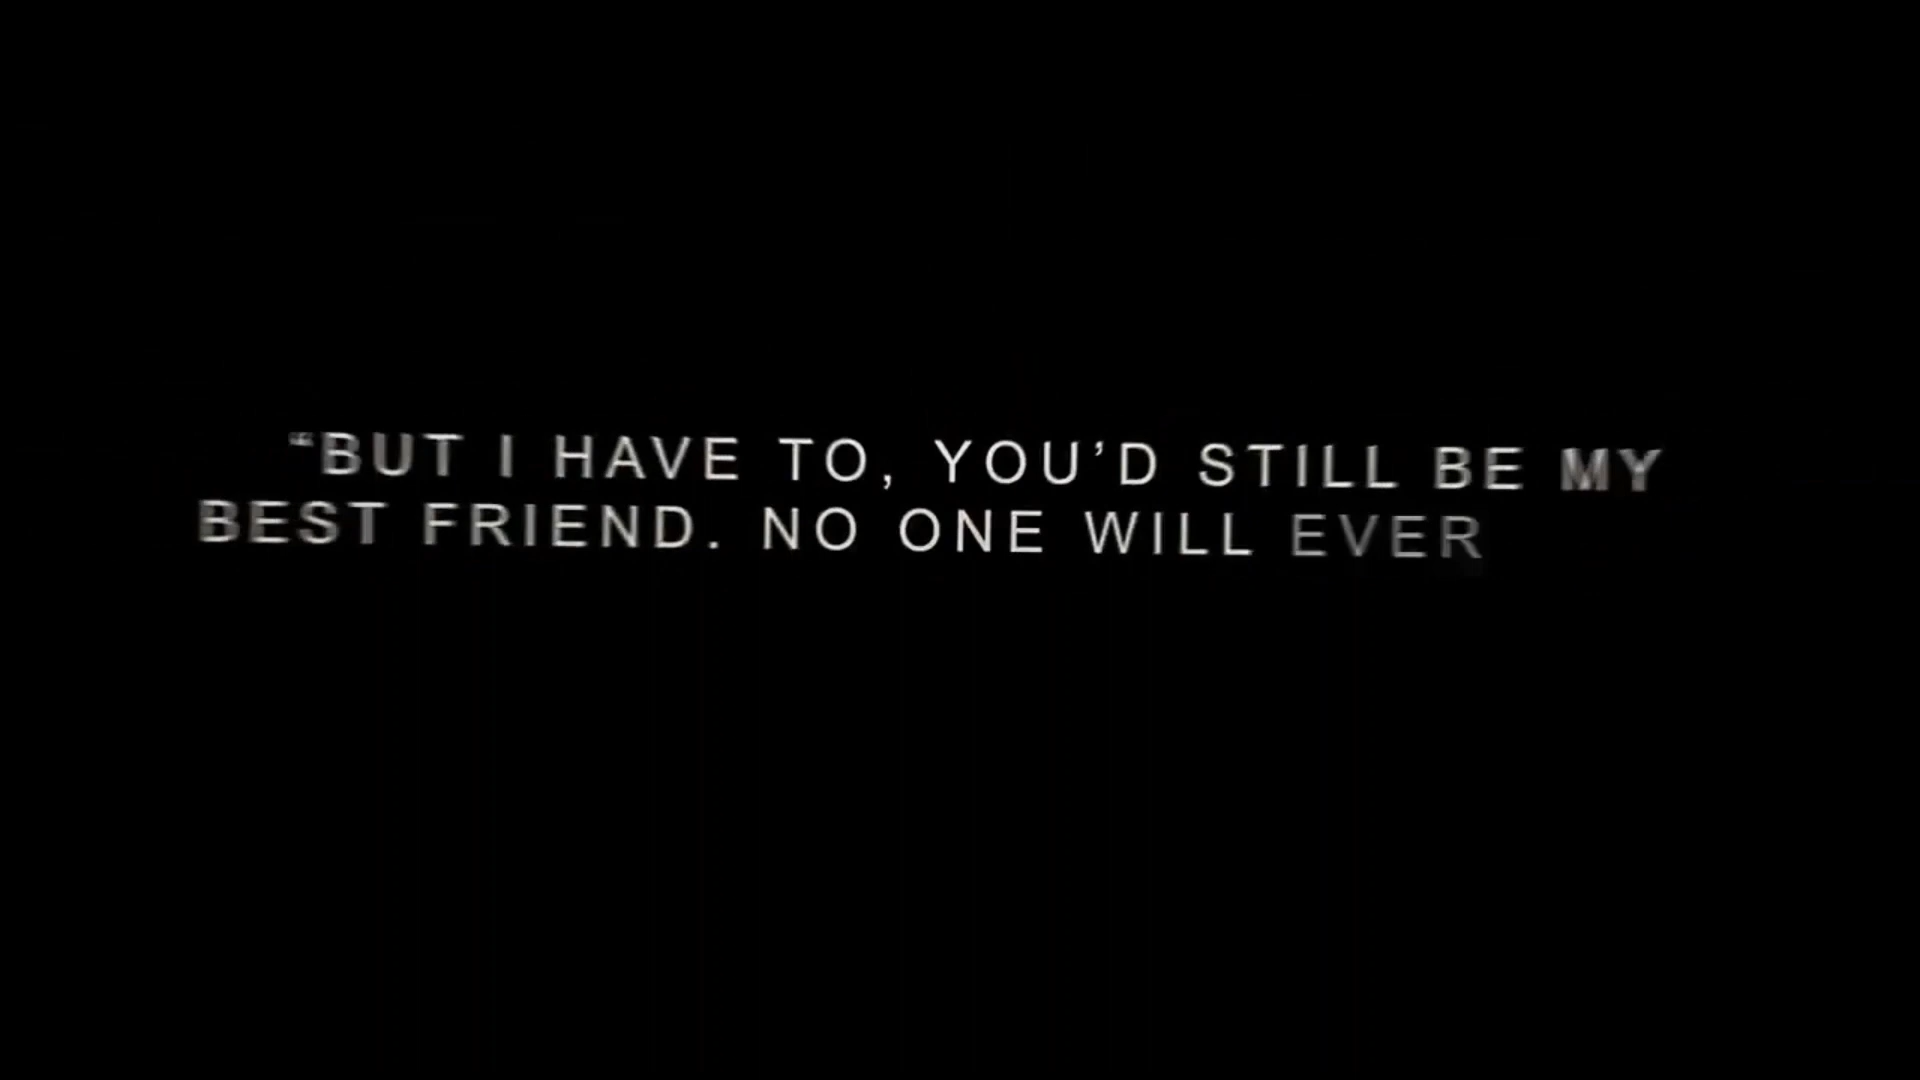 “BUT I HAVE TO, YOU’D STILL BE MY
BEST FRIEND. NO ONE WILL EVER